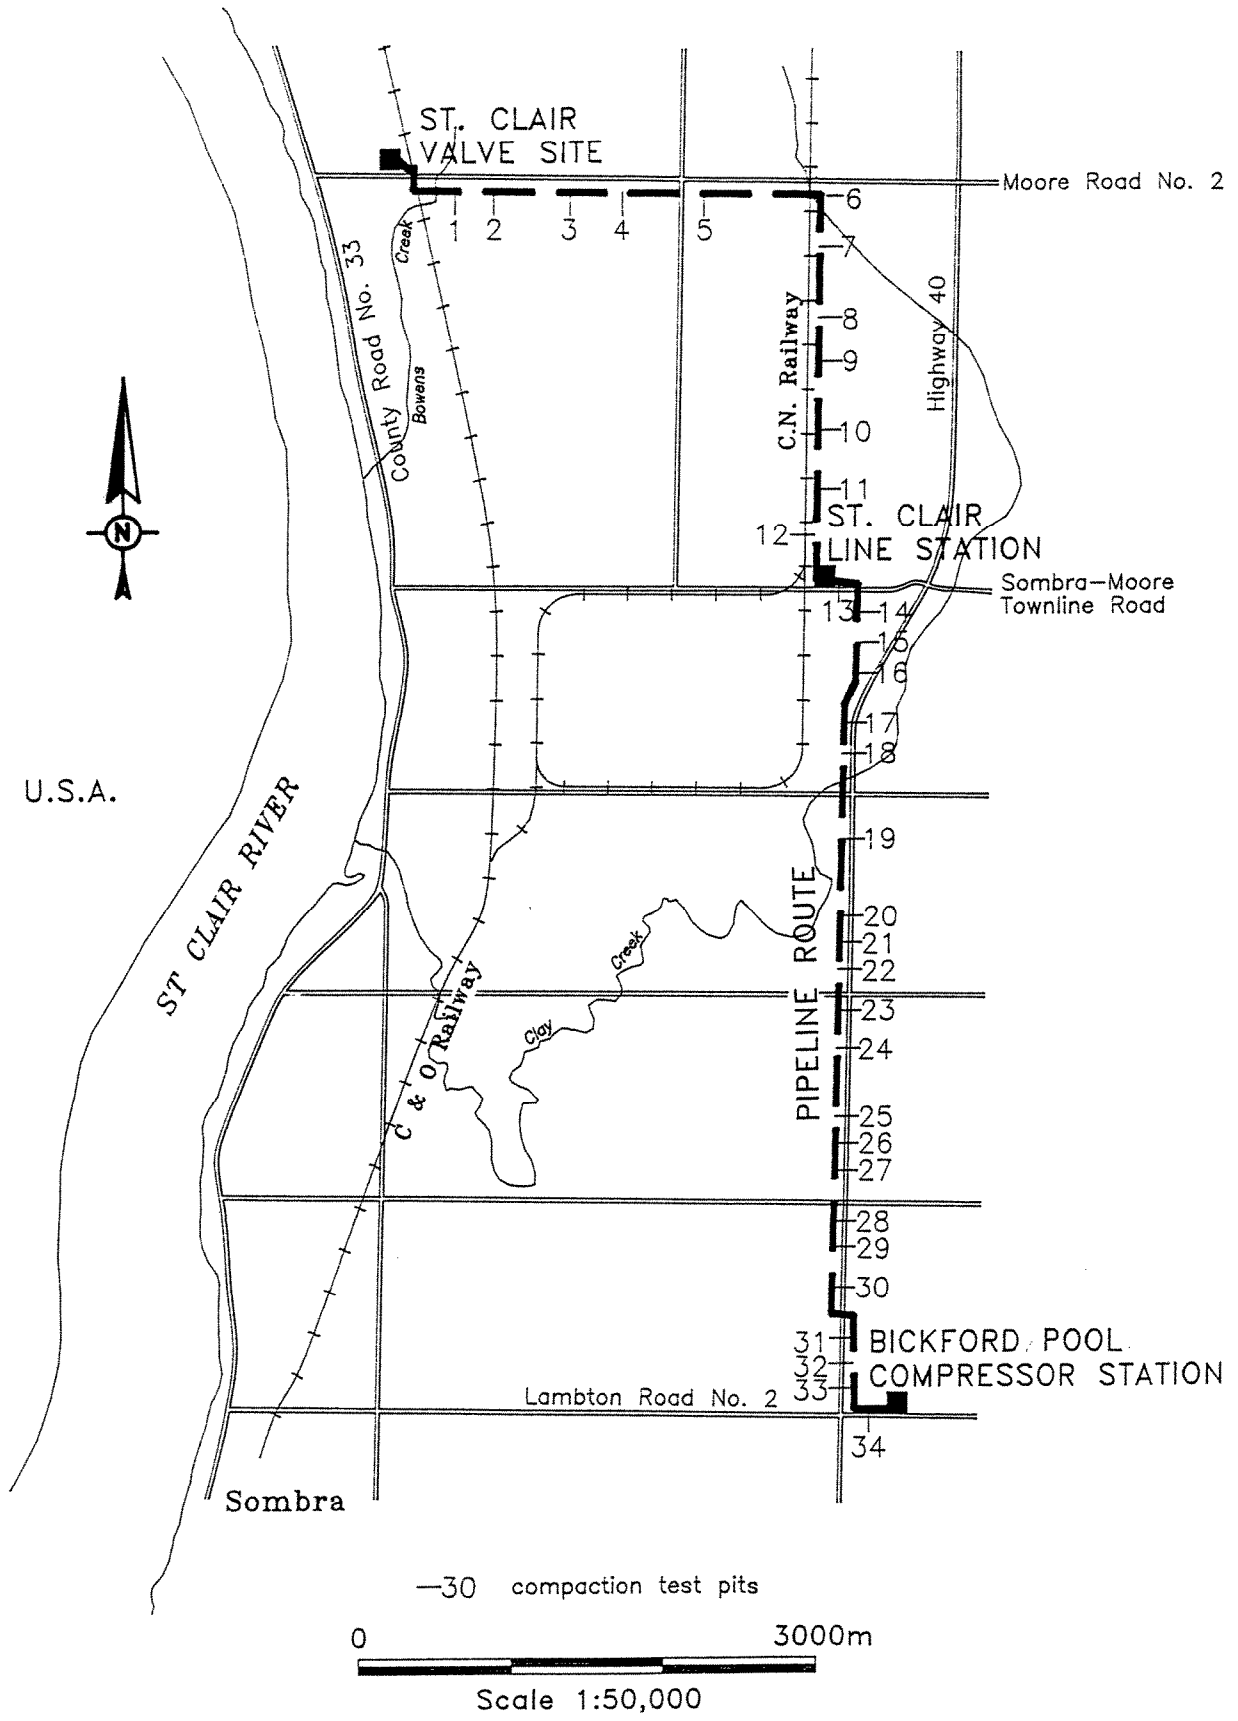 ST. CLAIR
VALVE SITE
Moore Road No. 2
1
2
3
4
5
6
7
8
9
10
11
12
County Road No. 33
Creek
Bowens
C.N. Railway
Highway 40
N
ST. CLAIR
LINE STATION
Sombra-Moore
Townline Road
13
14
15
16
17
18
19
20
21
22
23
24
25
26
27
28
29
30
31
32
33
34
U.S.A.
ST CLAIR RIVER
C & O Railway
Creek
Clay
PIPELINE ROUTE
BICKFORD POOL
COMPRESSOR STATION
Lambton Road No. 2
Sombra
—30 compaction test pits
0 3000m
Scale 1:50,000